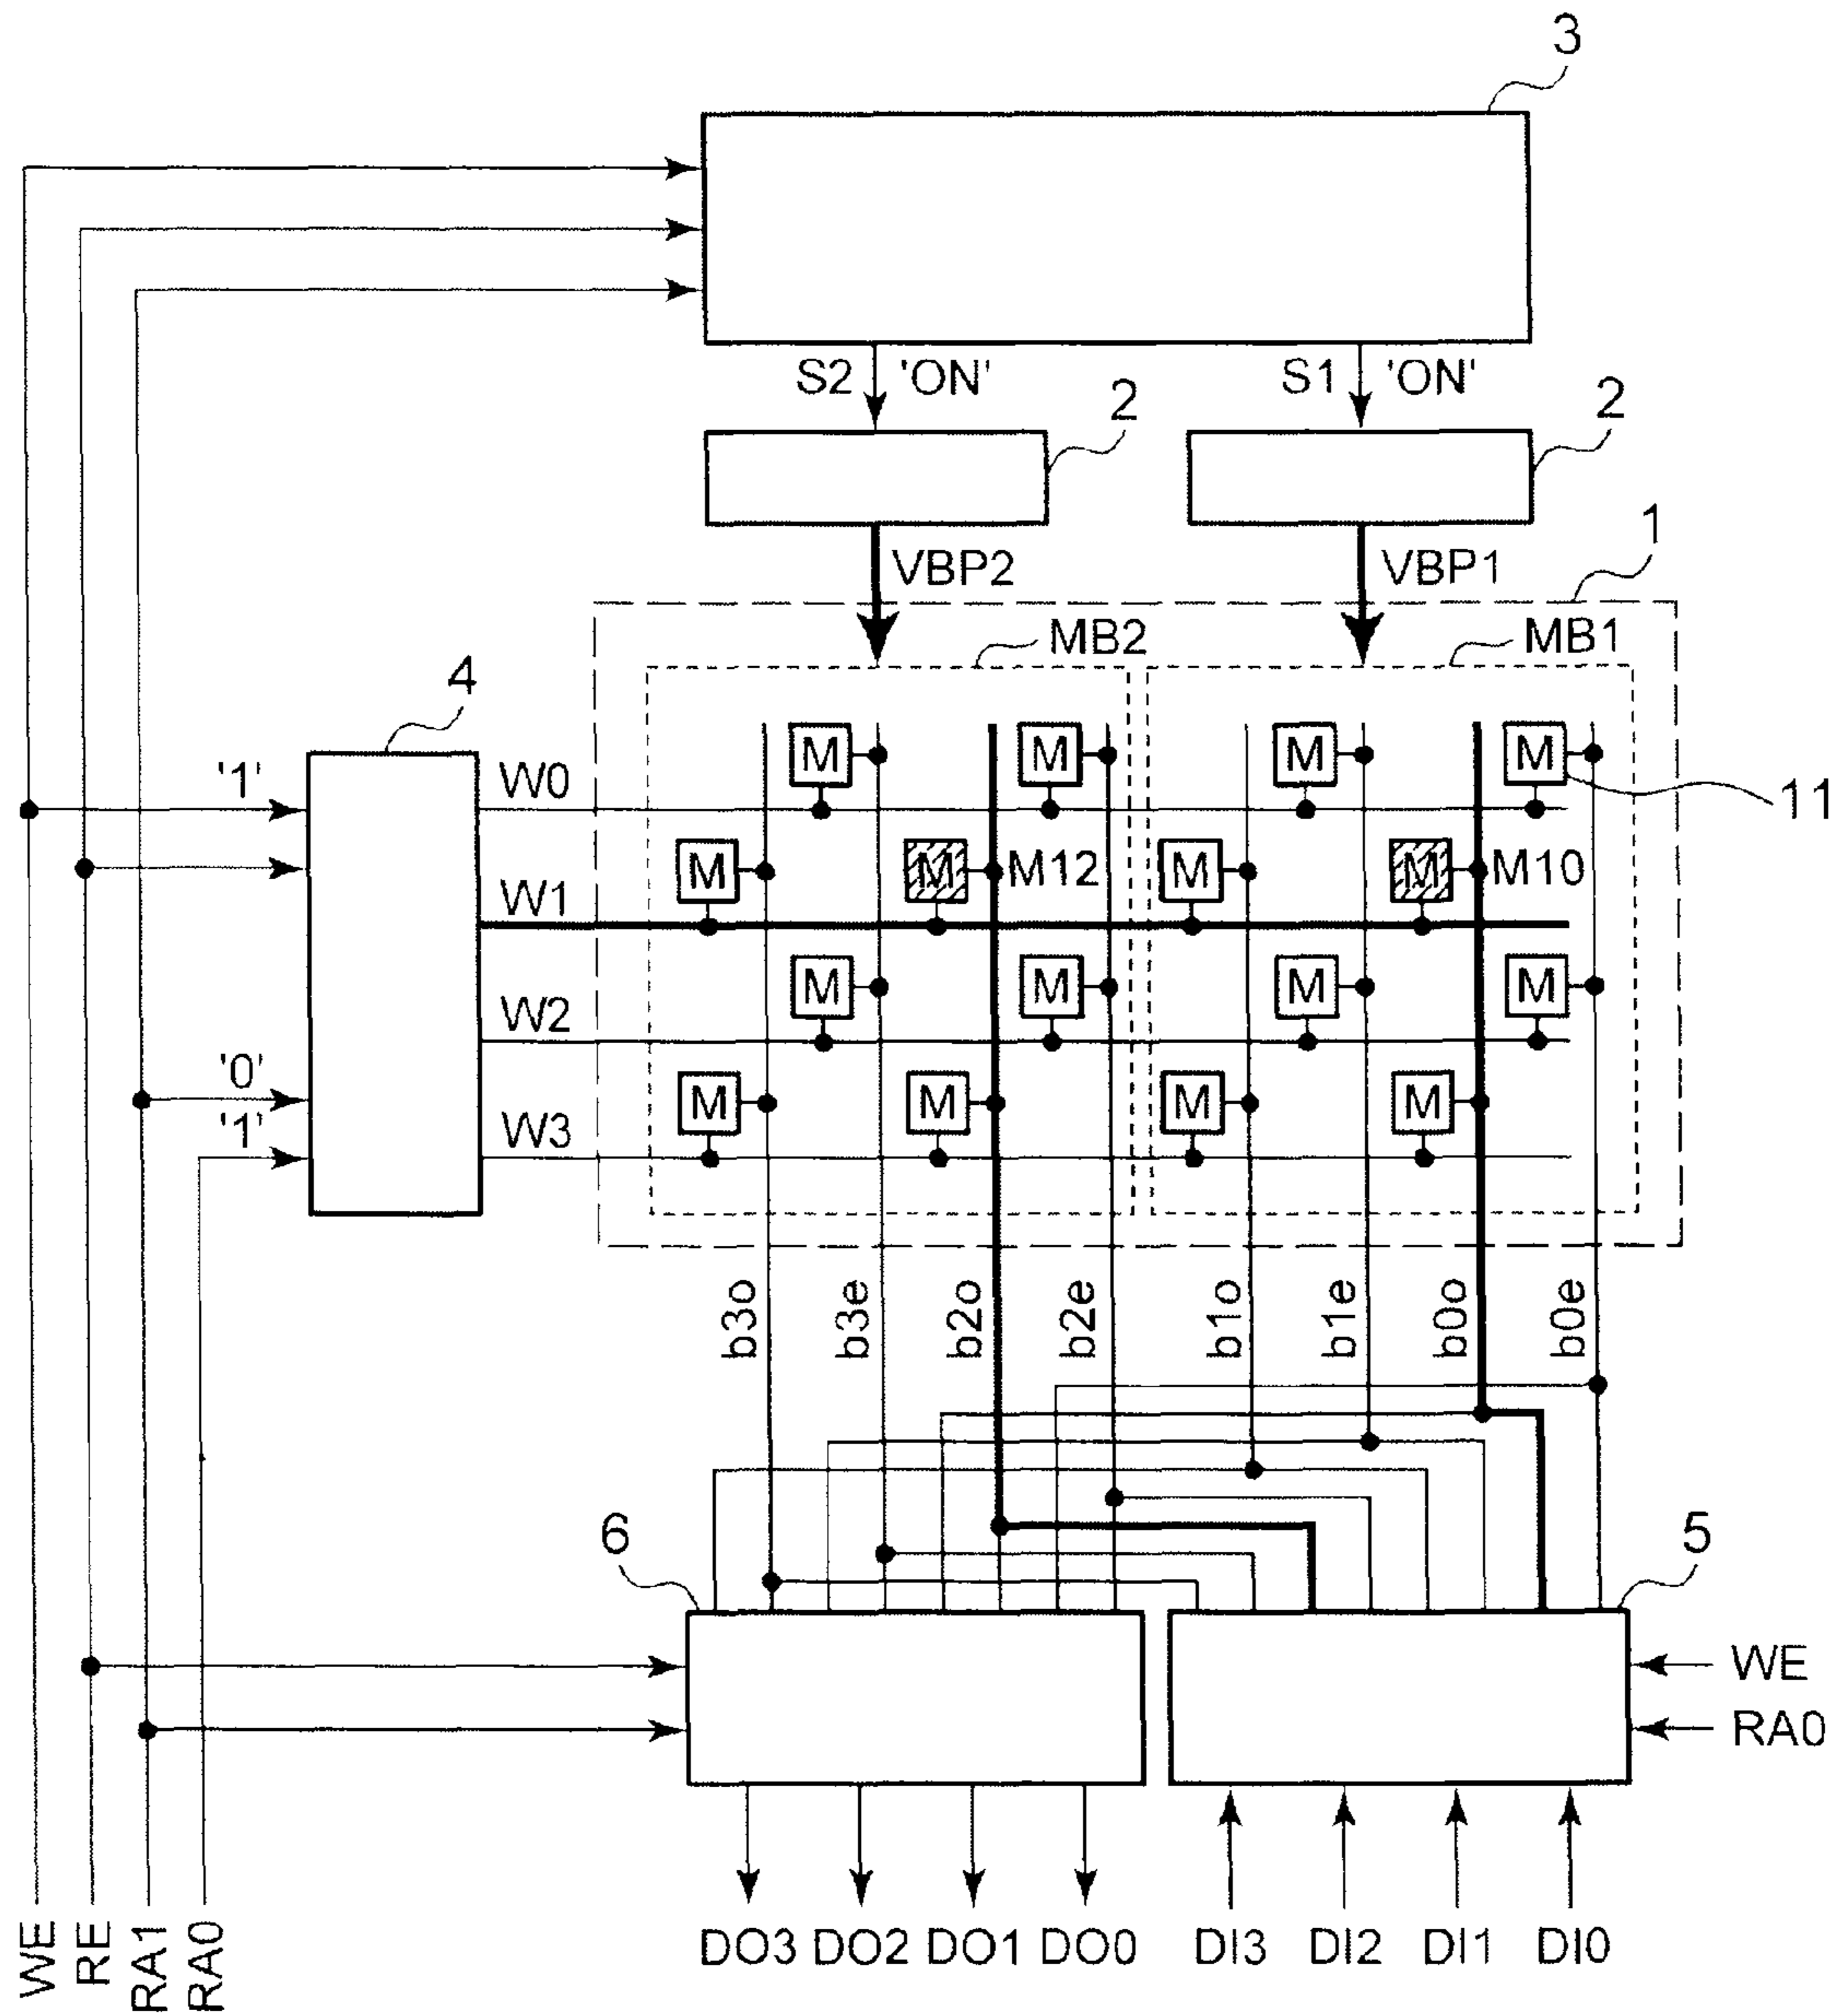 3
S2 'ON' S1 'ON'
2 2
VBP2 VBP1 1
MB2 MB1
4
M M M M
'1' W0 11
M M M12 M M M10
W1
M M M M
'0' W2
M M M M
'1' W3
b3o b3e b2o b2e b1o b1e b0o b0e
6 5
WE
RA0
WE RE RA1 RA0 DO3 DO2 DO1 DO0 DI3 DI2 DI1 DI0